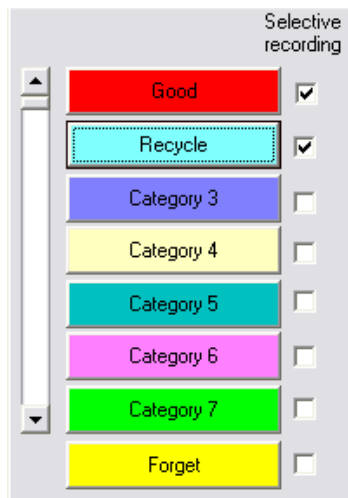 Selective
recording
Good
Recycle
Category 3
Category 4
Category 5
Category 6
Category 7
Forget